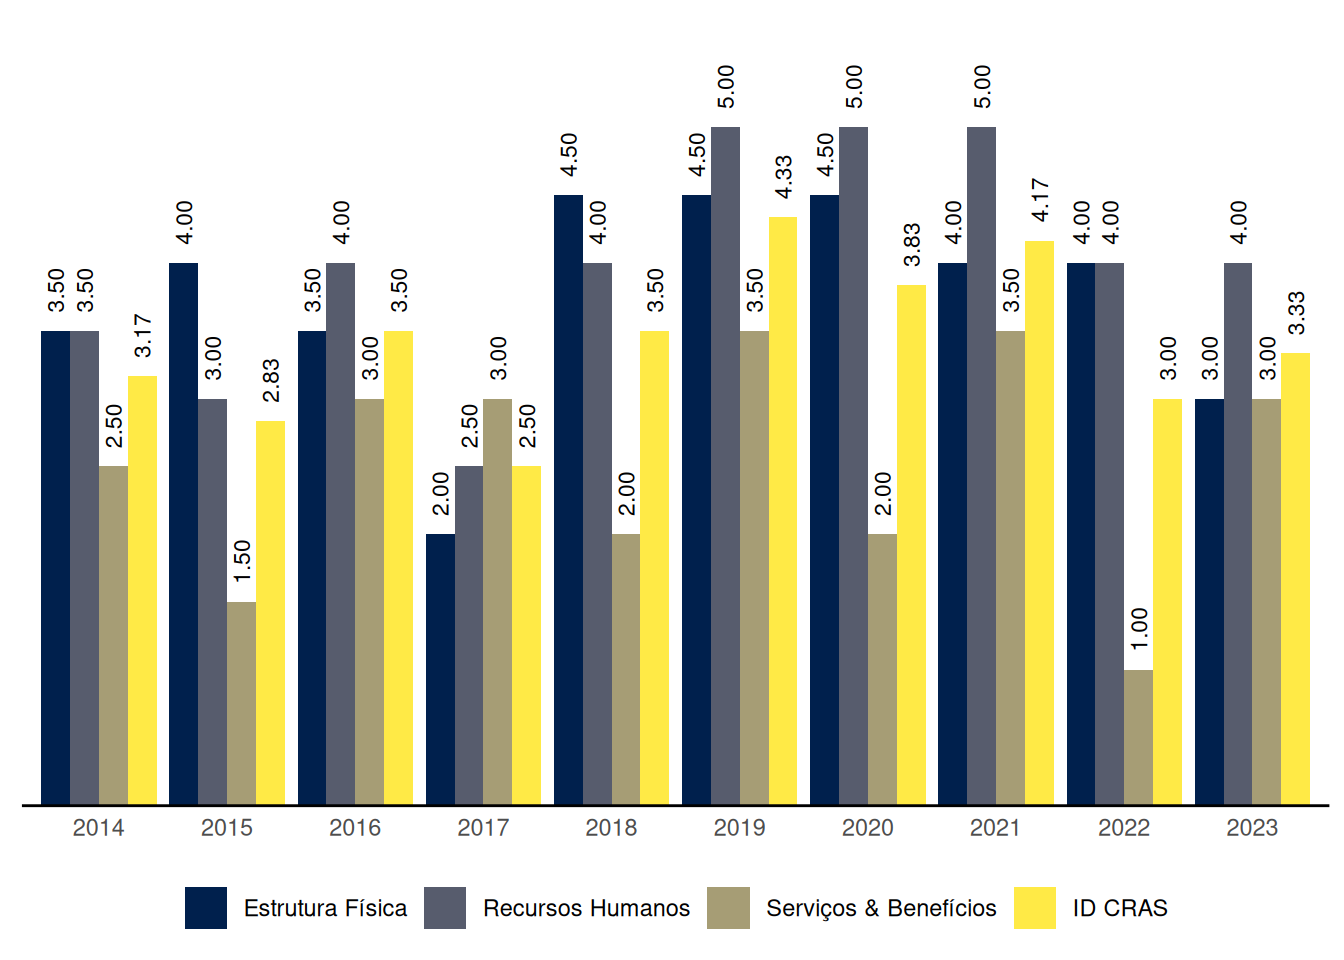 3.50 3.50 2.50 3.17
4.00 3.00 1.50 2.83
3.50 4.00 3.00 3.50
2.00 2.50 3.00 2.50
4.50 4.00 2.00 3.50
4.50 5.00 3.50 4.33
4.50 5.00 2.00 3.83
4.00 5.00 3.50 4.17
4.00 4.00 1.00 3.00
3.00 4.00 3.00 3.33
2014 2015 2016 2017 2018 2019 2020 2021 2022 2023
Estrutura Física Recursos Humanos Serviços & Benefícios ID CRAS